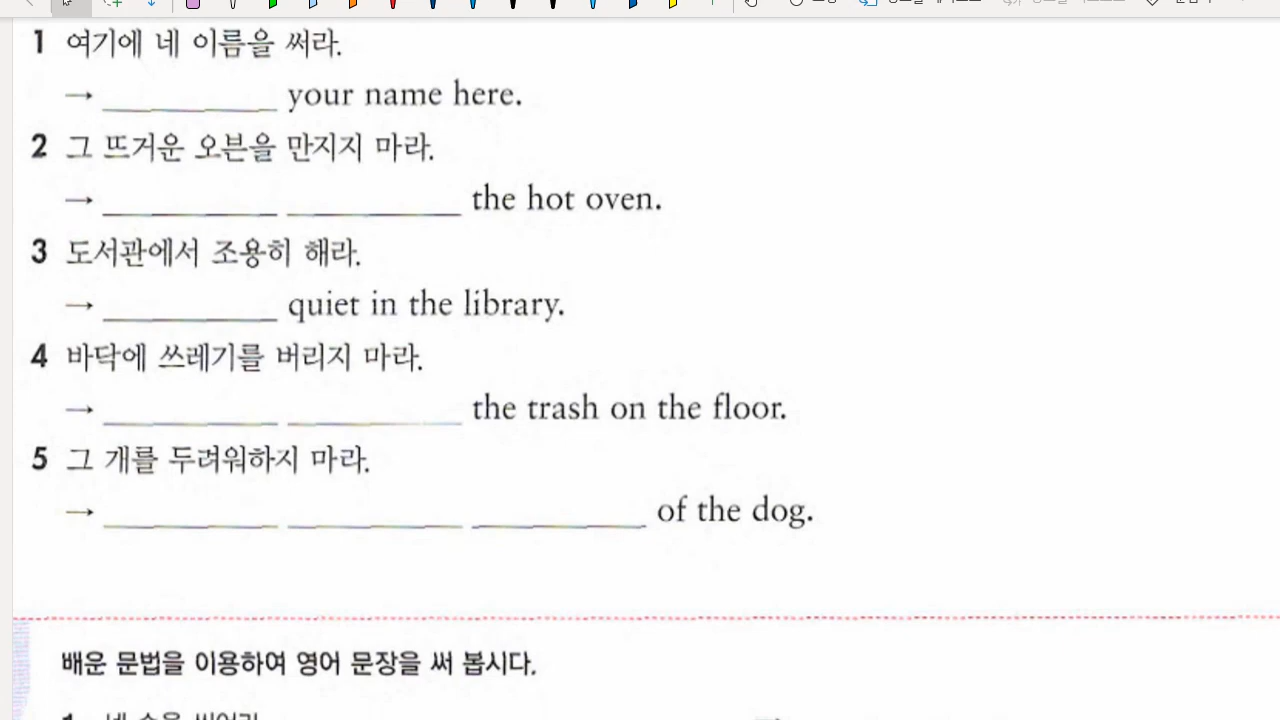 1 여기에 네 이름을 써라.
→ ________ your name here.
2 그 뜨거운 오븐을 만지지 마라.
→ ________ ________ the hot oven.
3 도서관에서 조용히 해라.
→ ________ quiet in the library.
4 바닥에 쓰레기를 버리지 마라.
→ ________ ________ the trash on the floor.
5 그 개를 두려워하지 마라.
→ ________ ________ ________ of the dog.
배운 문법을 이용하여 영어 문장을 써 봅시다.